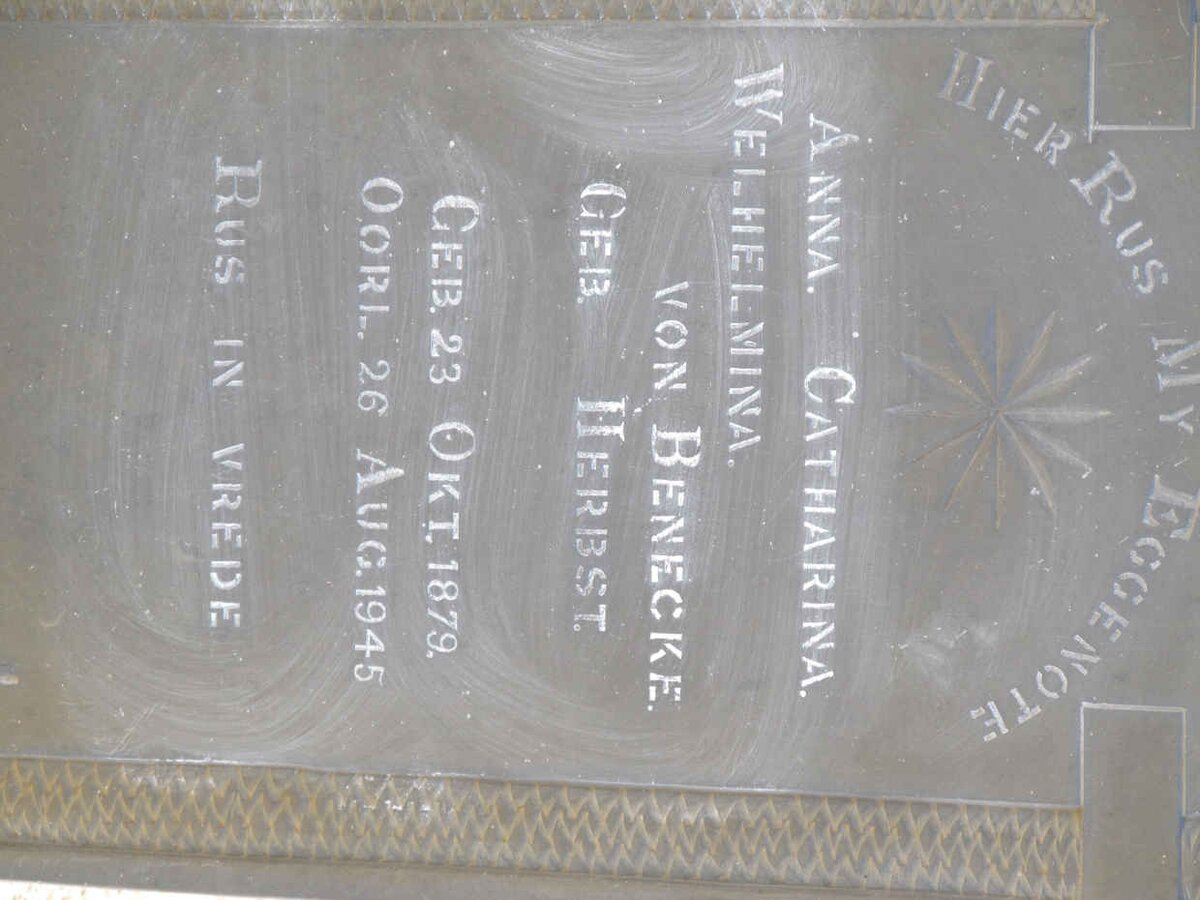 HIER RUS MY EGGENOTE
ANNA. CATHARINA.
WELHELMINA.
VON BENECKE.
GEB. HERBST.
GEB. 23 OKT. 1879.
OORL. 26 AUG. 1945
RUS IN VREDE